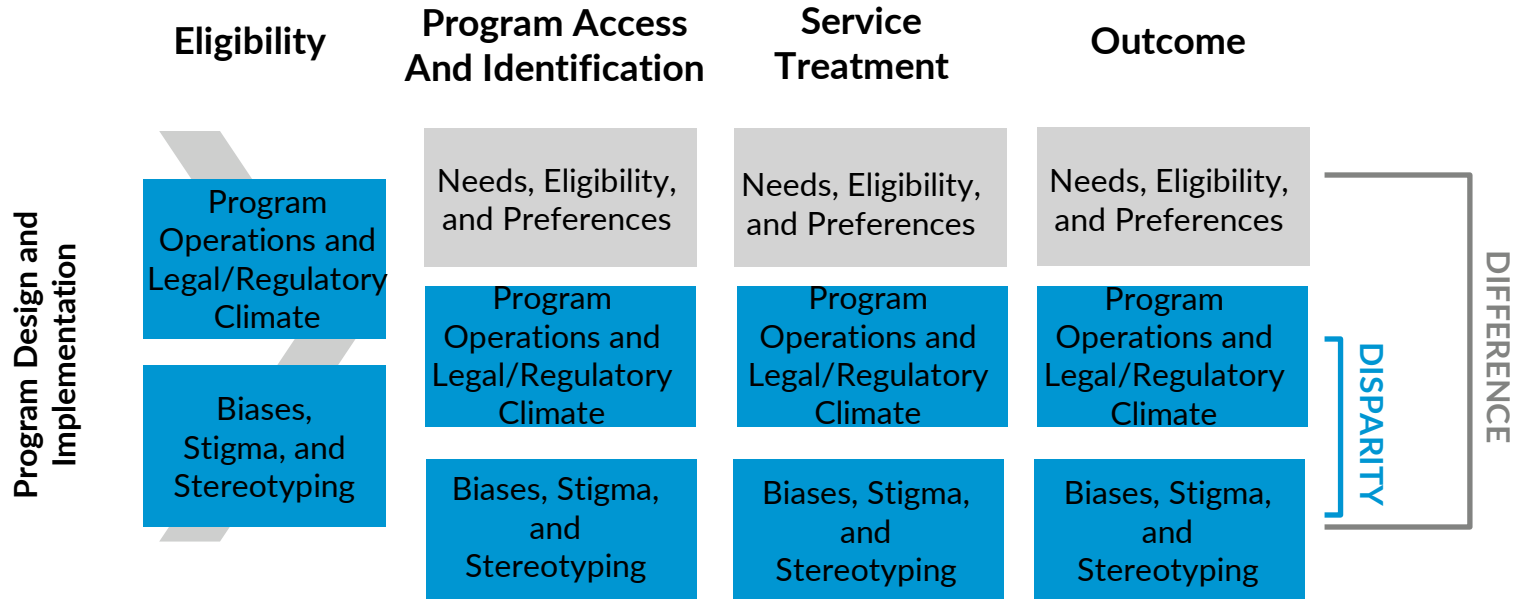 Eligibility
Program Access
And Identification
Service
Treatment
Outcome
Program Design and
Implementation
Program
Operations and
Legal/Regulatory
Climate
Biases,
Stigma, and
Stereotyping
Needs, Eligibility,
and Preferences
Program
Operations and
Legal/Regulatory
Climate
Biases, Stigma,
and
Stereotyping
Needs, Eligibility,
and Preferences
Program
Operations and
Legal/Regulatory
Climate
Biases, Stigma,
and
Stereotyping
Needs, Eligibility,
and Preferences
Program
Operations and
Legal/Regulatory
Climate
Biases, Stigma,
and
Stereotyping
DISPARITY
DIFFERENCE